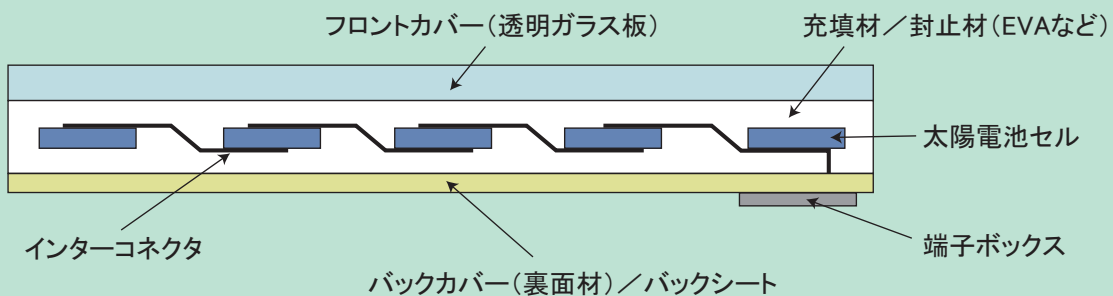 フロントカバー(透明ガラス板)
充填材/封止材(EVAなど)
太陽電池セル
インターコネクタ
端子ボックス
バックカバー(裏面材)/バックシート